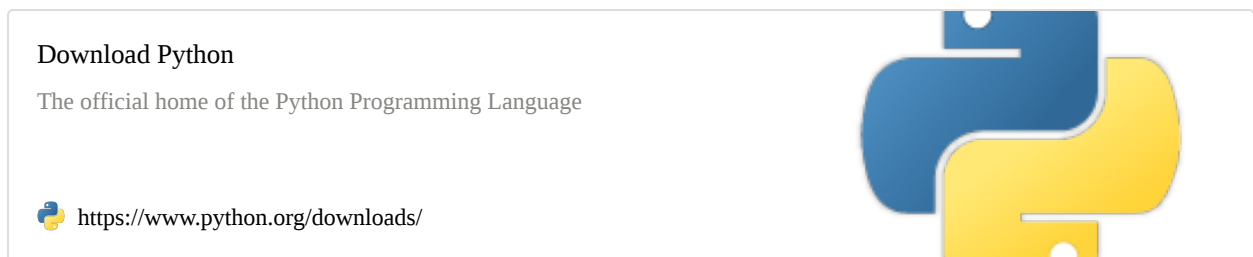 Download Python
The official home of the Python Programming Language
https://www.python.org/downloads/